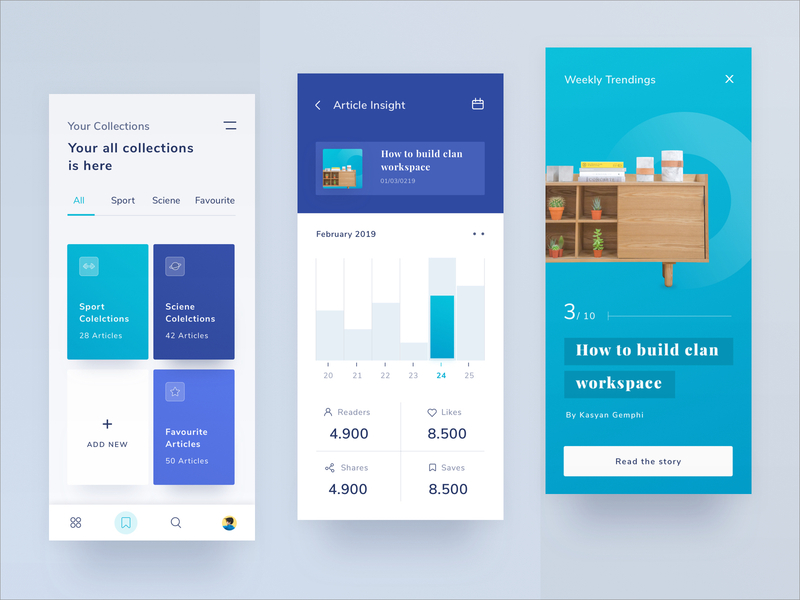 Your Collections
Your all collections
is here
All
Sport
Sciene
Favourite
Sport
Colelctions
28 Articles
Sciene
Colelctions
42 Articles
+
ADD NEW
Favourite
Articles
50 Articles
Article Insight
How to build clan
workspace
01/03/0219
February 2019
20
21
22
23
24
25
Readers
4.900
Likes
8.500
Shares
4.900
Saves
8.500
Weekly Trendings
3/ 10
How to build clan
workspace
By Kasyan Gemphi
Read the story